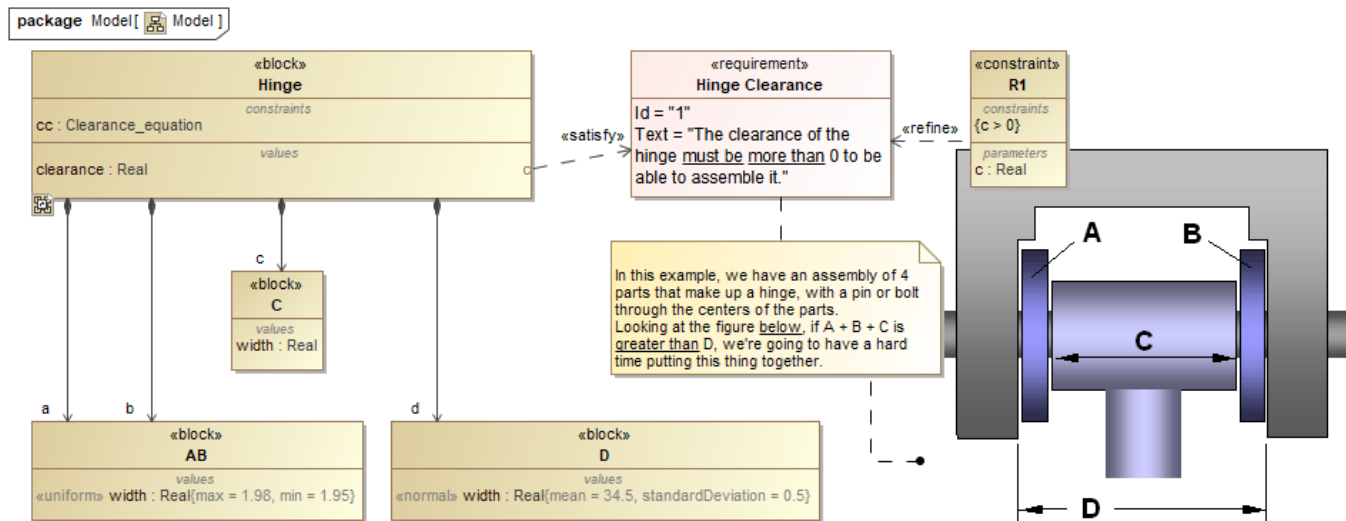 package Model[ Model ]
«block»
Hinge
constraints
cc : Clearance_equation
values
clearance : Real
«satisfy»
«requirement»
Hinge Clearance
Id = "1"
Text = "The clearance of the
hinge must be more than 0 to be
able to assemble it."
«refine»
«constraint»
R1
constraints
{c > 0}
parameters
c : Real
In this example, we have an assembly of 4
parts that make up a hinge, with a pin or bolt
through the centers of the parts.
Looking at the figure below, if A + B + C is
greater than D, we're going to have a hard
time putting this thing together.
c
«block»
C
values
width : Real
a
b
d
«block»
AB
values
«uniform» width : Real{max = 1.98, min = 1.95}
«block»
D
values
«normal» width : Real{mean = 34.5, standardDeviation = 0.5}
A
B
C
D